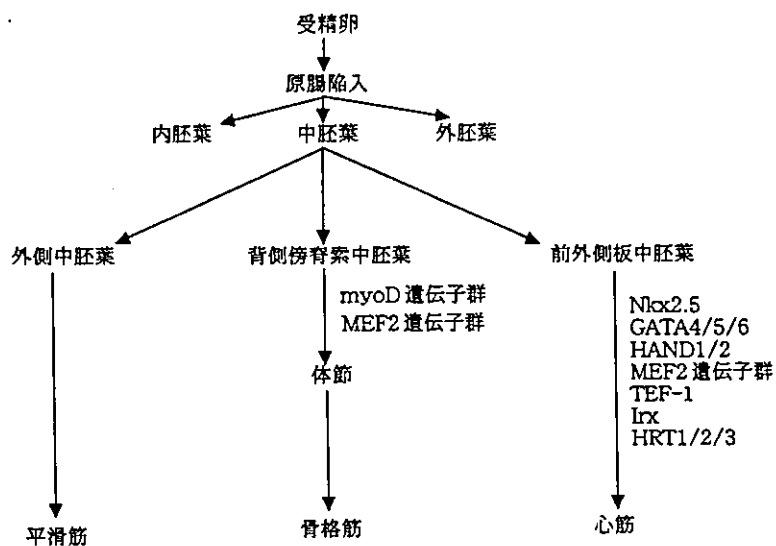 受精卵
原腸陥入
内胚葉
中胚葉
外胚葉
外側中胚葉
背側傍脊索中胚葉
前外側板中胚葉
myoD 遺伝子群
MEF2 遺伝子群
体節
Nkx2.5
GATA4/5/6
HAND1/2
MEF2 遺伝子群
TEF-1
Irx
HRT1/2/3
平滑筋
骨格筋
心筋